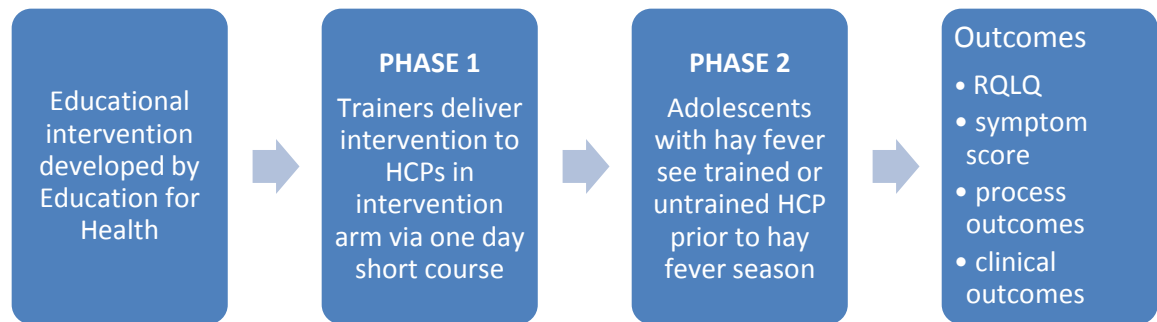 Educational
intervention
developed by
Education for
Health
PHASE 1
Trainers deliver
intervention to
HCPs in
intervention
arm via one day
short course
PHASE 2
Adolescents
with hay fever
see trained or
untrained HCP
prior to hay
fever season
Outcomes
• RQLQ
• symptom
score
• process
outcomes
• clinical
outcomes